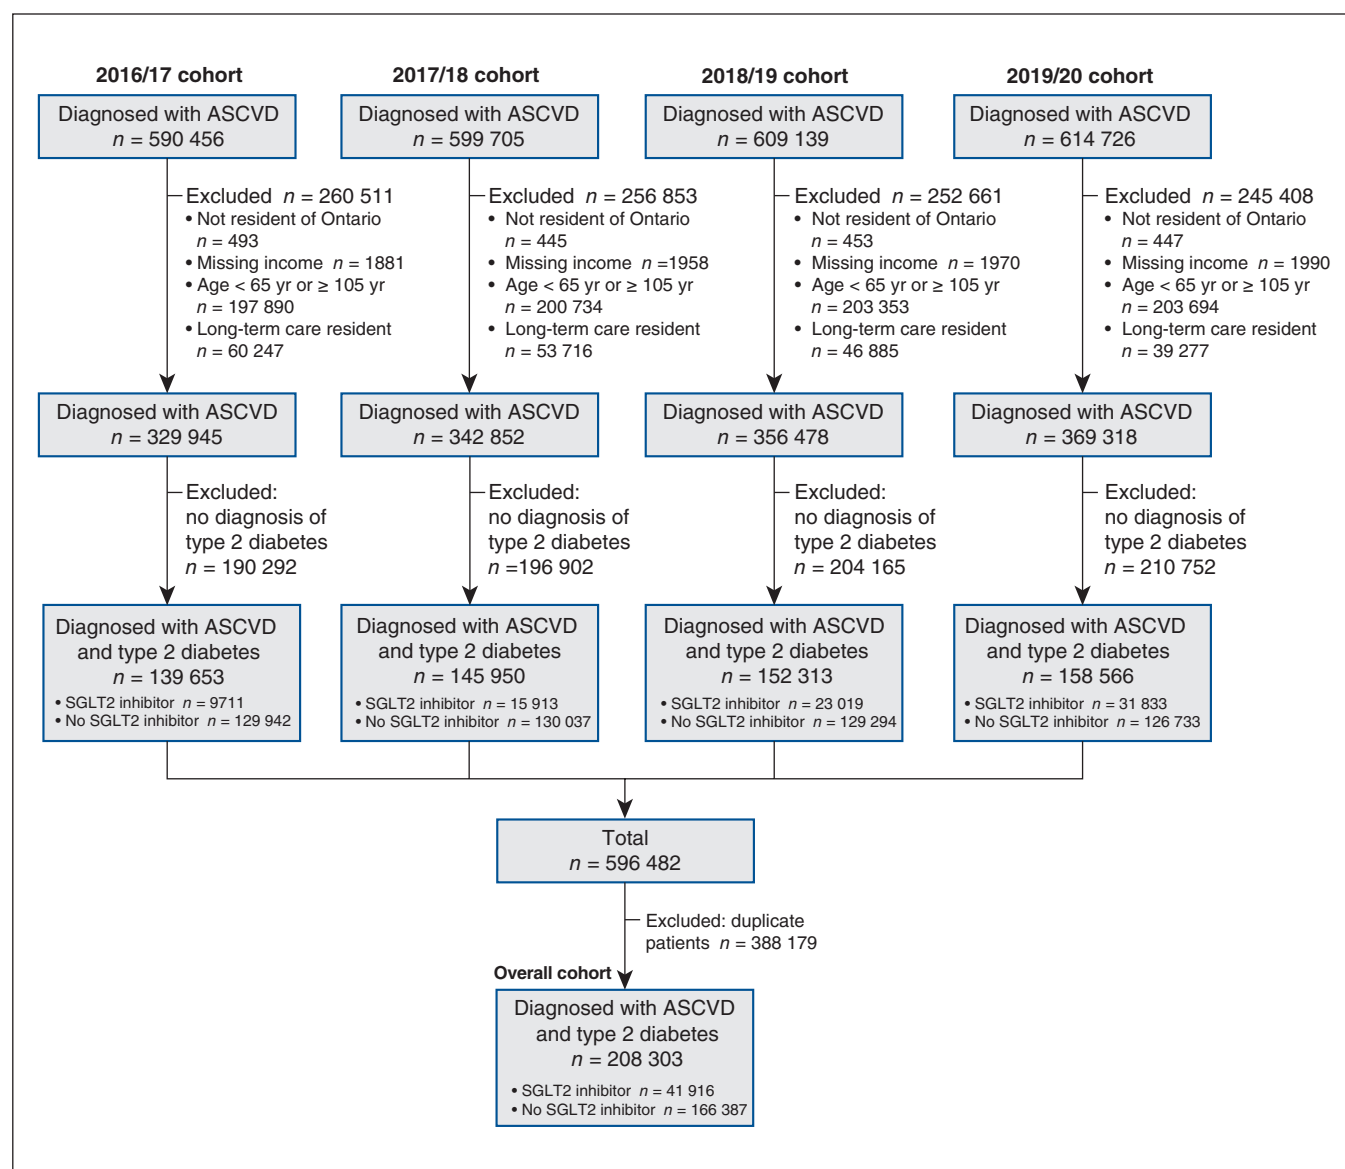 2016/17 cohort
Diagnosed with ASCVD
n = 590 456
Excluded n = 260 511
• Not resident of Ontario
n = 493
• Missing income n = 1881
• Age < 65 yr or ≥ 105 yr
n = 197 890
• Long-term care resident
n = 60 247
Diagnosed with ASCVD
n = 329 945
Excluded:
no diagnosis of
type 2 diabetes
n = 190 292
Diagnosed with ASCVD
and type 2 diabetes
n = 139 653
• SGLT2 inhibitor n = 9711
• No SGLT2 inhibitor n = 129 942
2017/18 cohort
Diagnosed with ASCVD
n = 599 705
Excluded n = 256 853
• Not resident of Ontario
n = 445
• Missing income n =1958
• Age < 65 yr or ≥ 105 yr
n = 200 734
• Long-term care resident
n = 53 716
Diagnosed with ASCVD
n = 342 852
Excluded:
no diagnosis of
type 2 diabetes
n =196 902
Diagnosed with ASCVD
and type 2 diabetes
n = 145 950
• SGLT2 inhibitor n = 15 913
• No SGLT2 inhibitor n = 130 037
2018/19 cohort
Diagnosed with ASCVD
n = 609 139
Excluded n = 252 661
• Not resident of Ontario
n = 453
• Missing income n = 1970
• Age < 65 yr or ≥ 105 yr
n = 203 353
• Long-term care resident
n = 46 885
Diagnosed with ASCVD
n = 356 478
Excluded:
no diagnosis of
type 2 diabetes
n = 204 165
Diagnosed with ASCVD
and type 2 diabetes
n = 152 313
• SGLT2 inhibitor n = 23 019
• No SGLT2 inhibitor n = 129 294
2019/20 cohort
Diagnosed with ASCVD
n = 614 726
Excluded n = 245 408
• Not resident of Ontario
n = 447
• Missing income n = 1990
• Age < 65 yr or ≥ 105 yr
n = 203 694
• Long-term care resident
n = 39 277
Diagnosed with ASCVD
n = 369 318
Excluded:
no diagnosis of
type 2 diabetes
n = 210 752
Diagnosed with ASCVD
and type 2 diabetes
n = 158 566
• SGLT2 inhibitor n = 31 833
• No SGLT2 inhibitor n = 126 733
Total
n = 596 482
Excluded: duplicate
patients n = 388 179
Overall cohort
Diagnosed with ASCVD
and type 2 diabetes
n = 208 303
• SGLT2 inhibitor n = 41 916
• No SGLT2 inhibitor n = 166 387